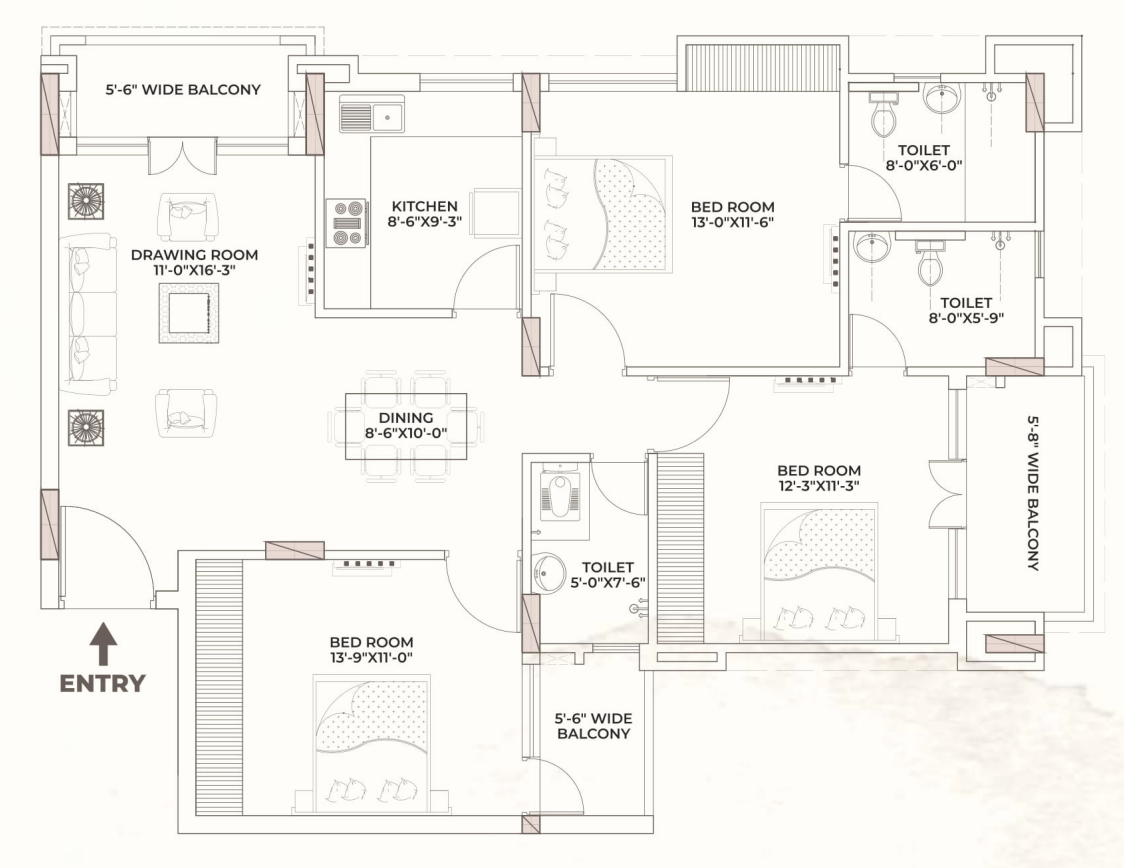 5'-6" WIDE BALCONY
TOILET
8'-0"X6'-0"
KITCHEN
8'-6"X9'-3"
BED ROOM
13'-0"X11'-6"
DRAWING ROOM
11'-0"X16'-3"
TOILET
8'-0"X5'-9"
DINING
8'-6"X10'-0"
BED ROOM
12'-3"X11'-3"
5'-8" WIDE BALCONY
TOILET
5'-0"X7'-6"
BED ROOM
13'-9"X11'-0"
ENTRY
5'-6" WIDE
BALCONY